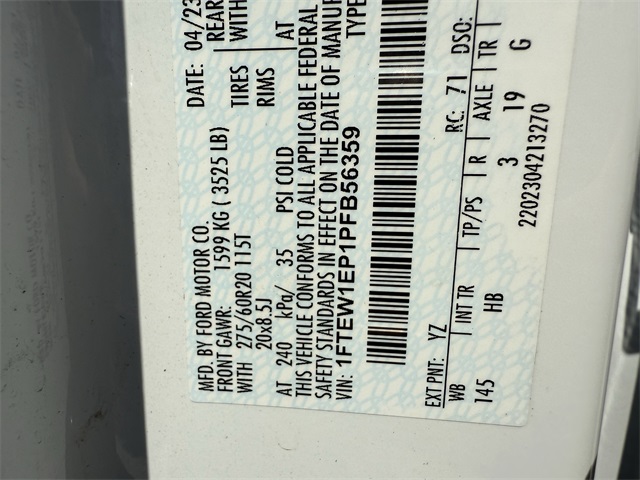 MFD. BY FORD MOTOR CO. DATE: 04/23
FRONT GAWR: 1599 KG ( 3525 LB) REAR
WITH 275/60R20 115T TIRES WITH
20x8.5J RIMS
AT 240 kPa/ 35 PSI COLD AT
THIS VEHICLE CONFORMS TO ALL APPLICABLE FEDERAL
SAFETY STANDARDS IN EFFECT ON THE DATE OF MANUF
VIN: 1FTEW1EP1PFB56359 TYPE
EXT PNT: YZ RC: 71 DSO:
WB INT TR TP/PS R AXLE TR
145 HB 3 19 G
2202304213270